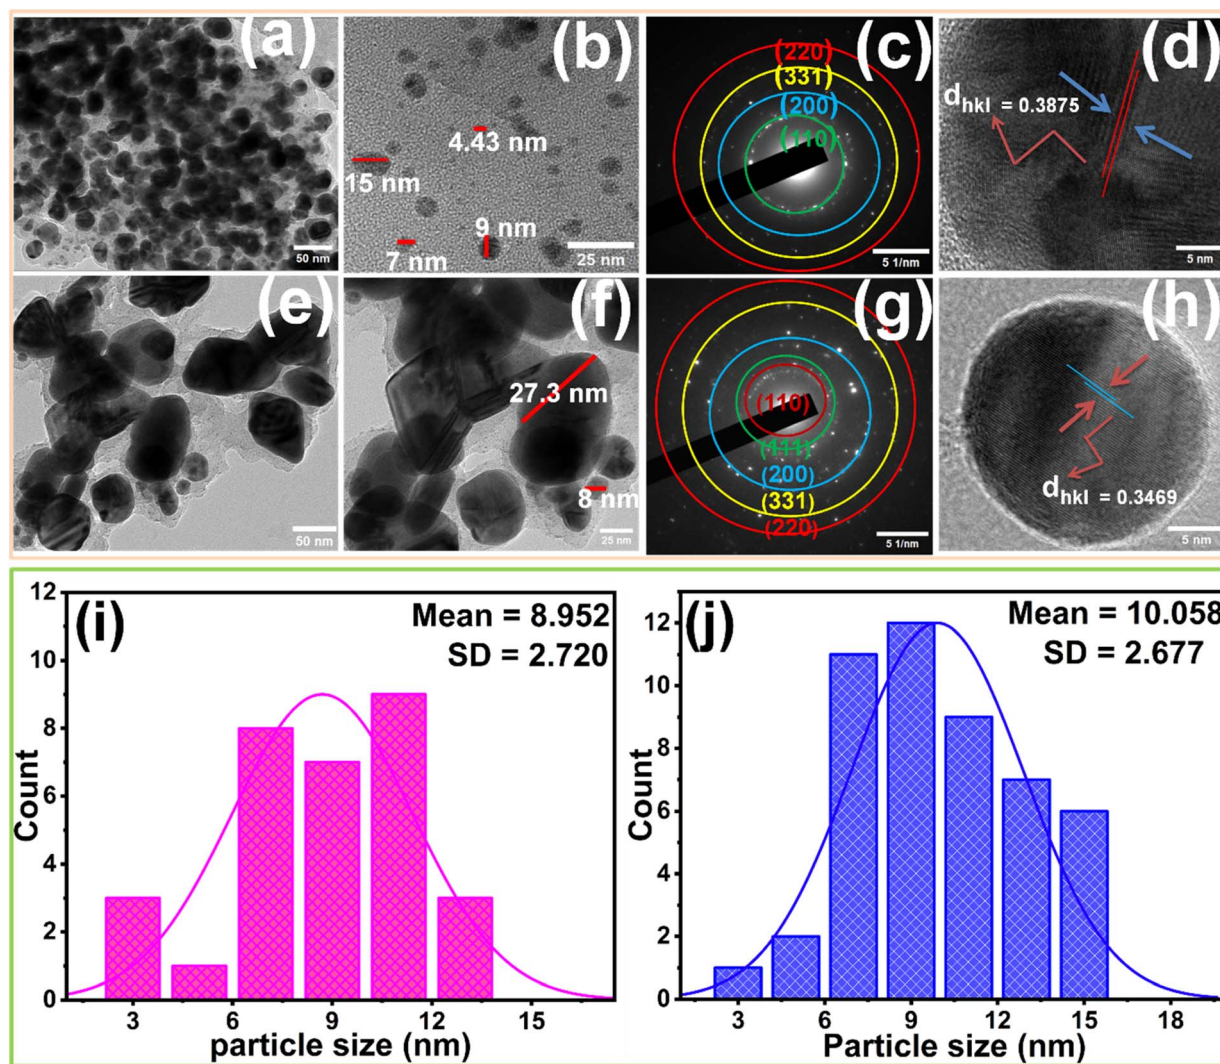 (a)
50 nm
(b)
4.43 nm
15 nm
9 nm
7 nm
25 nm
(c)
(220)
(331)
(200)
(110)
5 1/nm
(d)
dhkl = 0.3875
5 nm
(e)
50 nm
(f)
27.3 nm
8 nm
25 nm
(g)
(110)
(111)
(200)
(331)
(220)
5 1/nm
(h)
dhkl = 0.3469
5 nm
(i)
Mean = 8.952
SD = 2.720
12
10
8
6
4
2
0
Count
3 6 9 12 15
particle size (nm)
(j)
Mean = 10.058
SD = 2.677
12
10
8
6
4
2
0
Count
3 6 9 12 15 18
Particle size (nm)